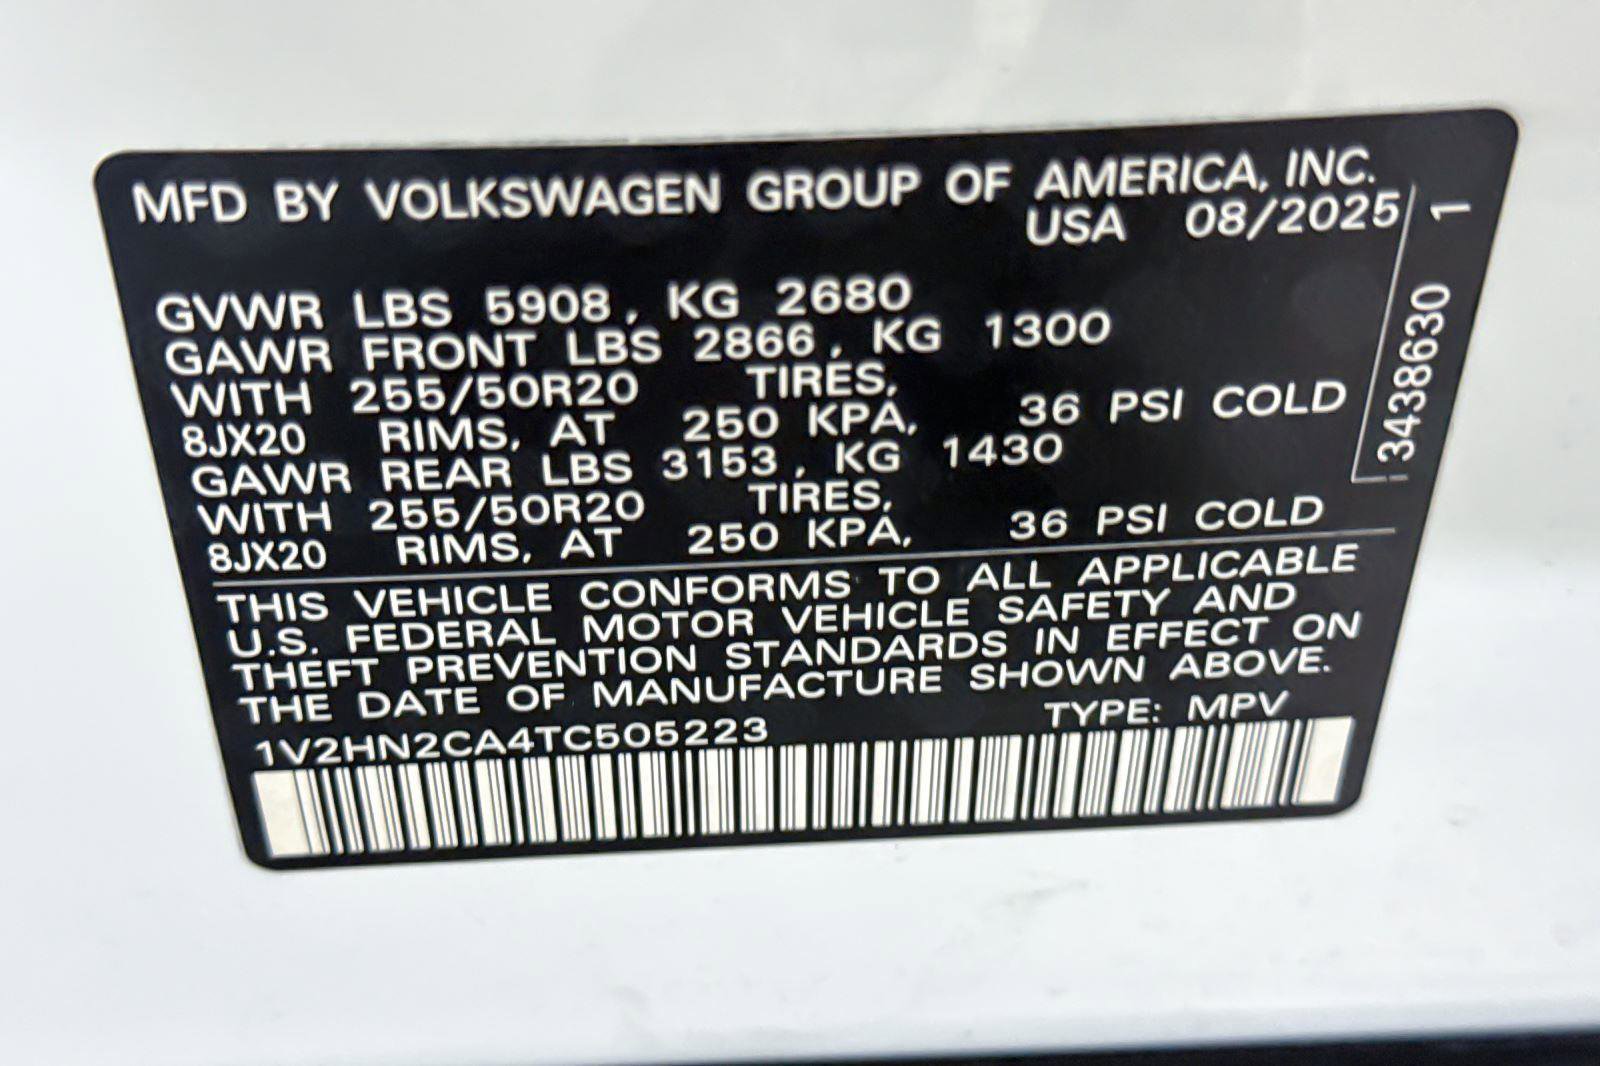 MFD BY VOLKSWAGEN GROUP OF AMERICA, INC.
USA 08/2025
GVWR LBS 5908, KG 2680
GAWR FRONT LBS 2866, KG 1300
WITH 255/50R20 TIRES,
8JX20 RIMS, AT 250 KPA, 36 PSI COLD
GAWR REAR LBS 3153, KG 1430
WITH 255/50R20 TIRES,
8JX20 RIMS, AT 250 KPA, 36 PSI COLD
THIS VEHICLE CONFORMS TO ALL APPLICABLE
U.S. FEDERAL MOTOR VEHICLE SAFETY AND
THEFT PREVENTION STANDARDS IN EFFECT ON
THE DATE OF MANUFACTURE SHOWN ABOVE.
1V2HN2CA4TC505223 TYPE: MPV
3438630 1